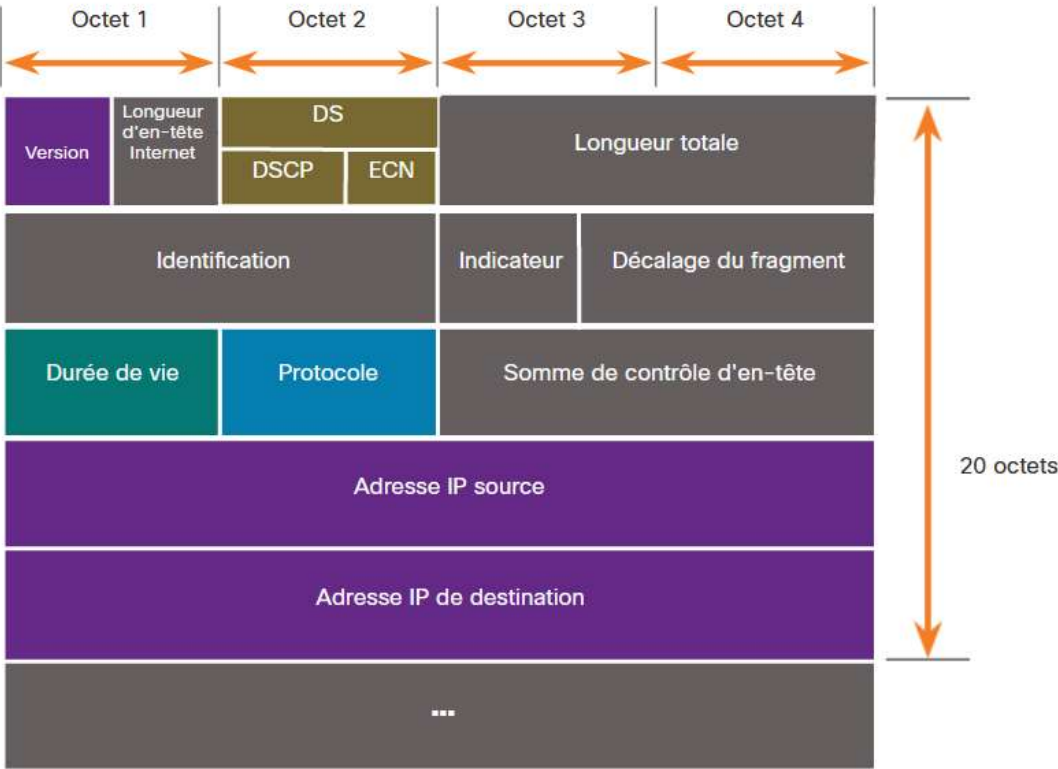 Octet 1
Octet 2
Octet 3
Octet 4
Version
Longueur
d'en-tête
Internet
DS
DSCP
ECN
Longueur totale
Identification
Indicateur
Décalage du fragment
Durée de vie
Protocole
Somme de contrôle d'en-tête
Adresse IP source
20 octets
Adresse IP de destination
...